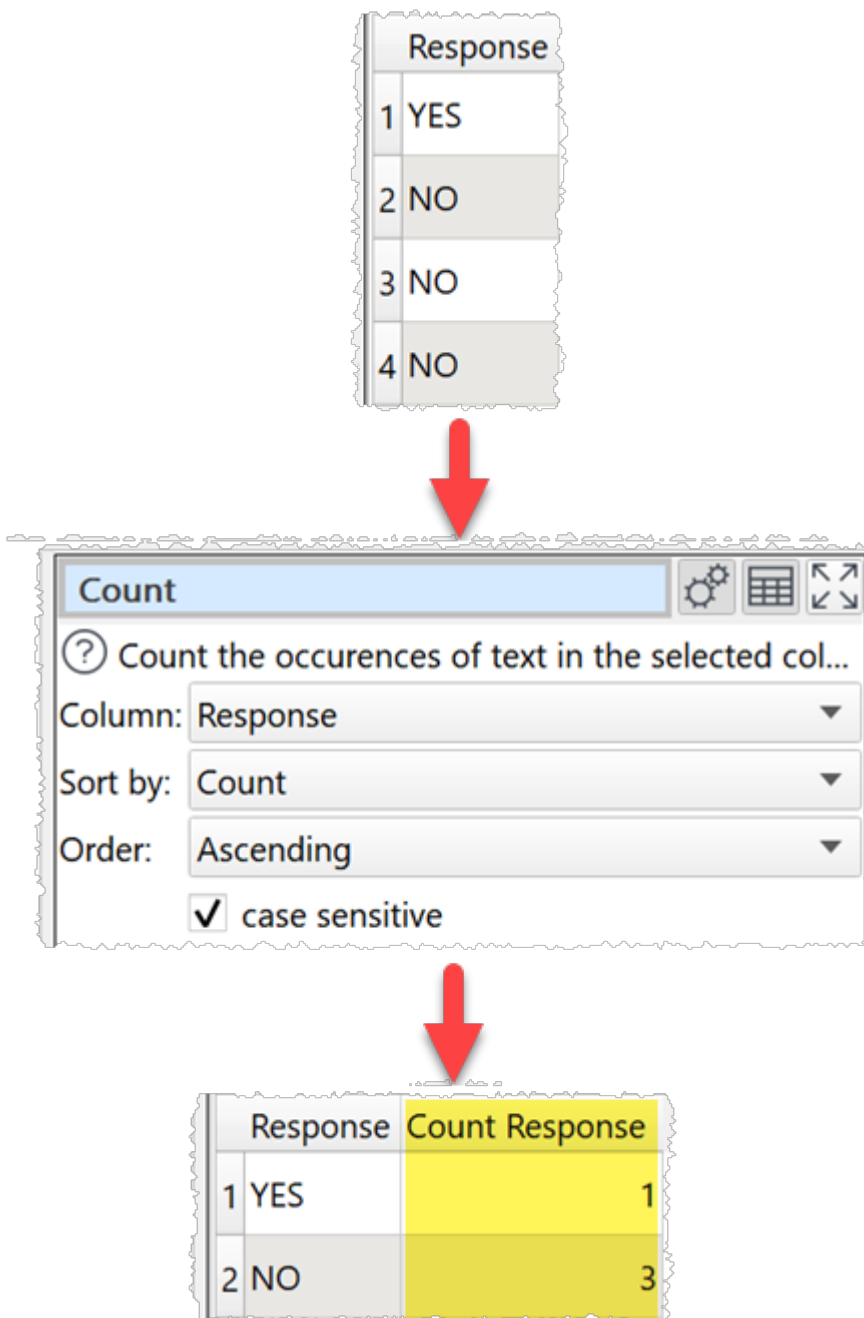 Response
1 YES
2 NO
3 NO
4 NO
Count
? Count the occurences of text in the selected col...
Column: Response
Sort by: Count
Order: Ascending
case sensitive
Response Count Response
1 YES 1
2 NO 3